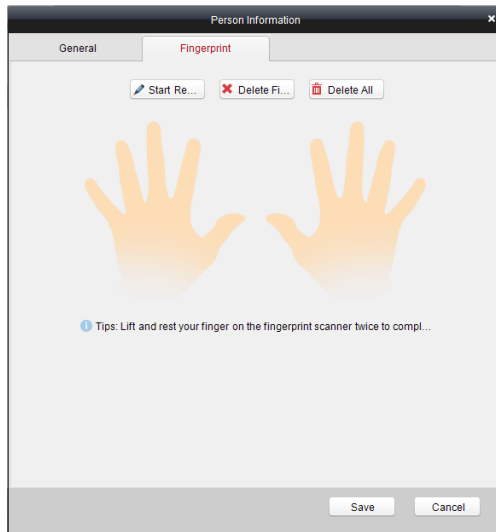 Person Information
General Fingerprint
Start Re... Delete Fi... Delete All
Tips: Lift and rest your finger on the fingerprint scanner twice to compl...
Save Cancel